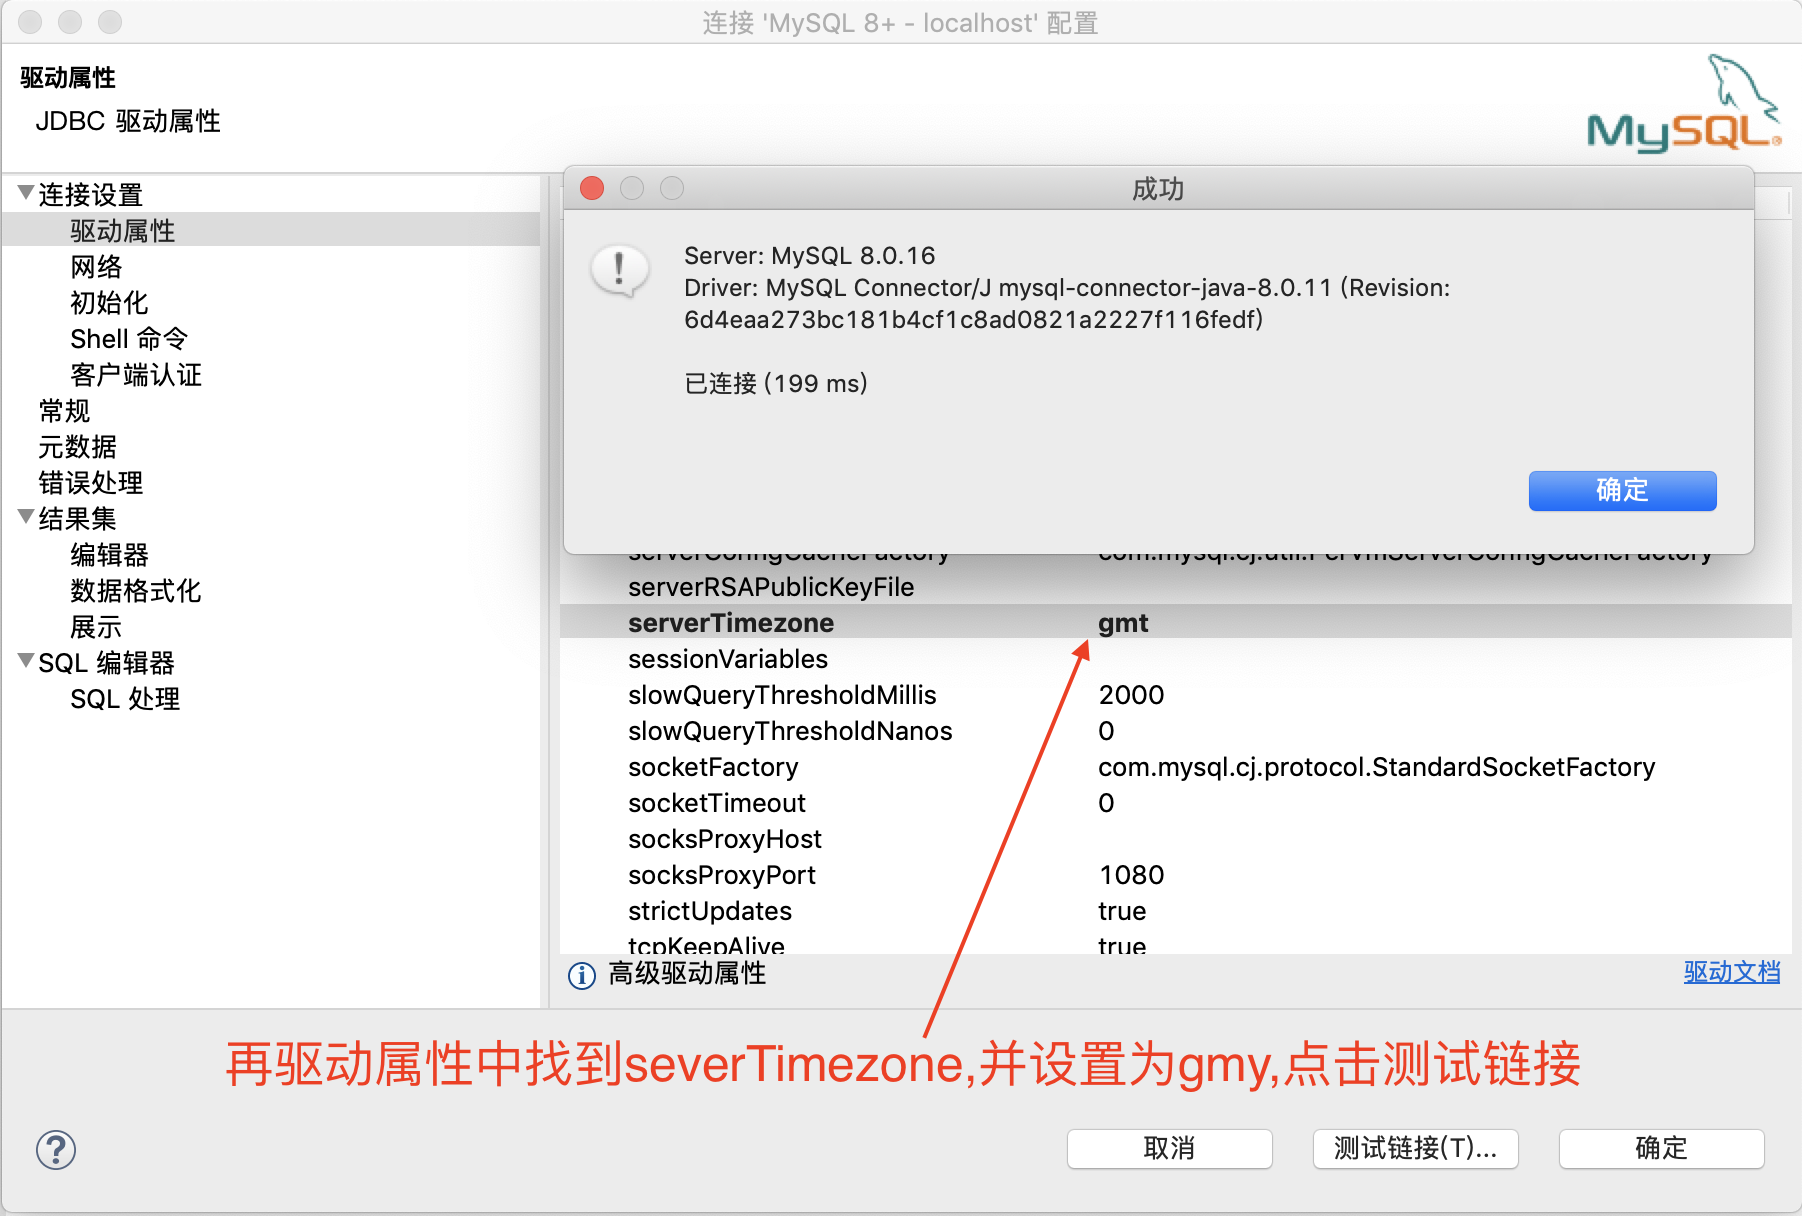 连接 'MySQL 8+ - localhost' 配置
驱动属性
JDBC 驱动属性
MySQL®
连接设置
驱动属性
网络
初始化
Shell 命令
客户端认证
常规
元数据
错误处理
结果集
编辑器
数据格式化
展示
SQL 编辑器
SQL 处理
成功
Server: MySQL 8.0.16
Driver: MySQL Connector/J mysql-connector-java-8.0.11 (Revision:
6d4eaa273bc181b4cf1c8ad0821a2227f116fedf)
已连接 (199 ms)
确定
serverConfigCacheFactory com.mysql.cj.util.PerVmServerConfigCacheFactory
serverRSAPublicKeyFile
serverTimezone gmt
sessionVariables
slowQueryThresholdMillis 2000
slowQueryThresholdNanos 0
socketFactory com.mysql.cj.protocol.StandardSocketFactory
socketTimeout 0
socksProxyHost
socksProxyPort 1080
strictUpdates true
tcpKeepAlive true
高级驱动属性 驱动文档
再驱动属性中找到severTimezone,并设置为gmy,点击测试链接
取消 测试链接(T)... 确定